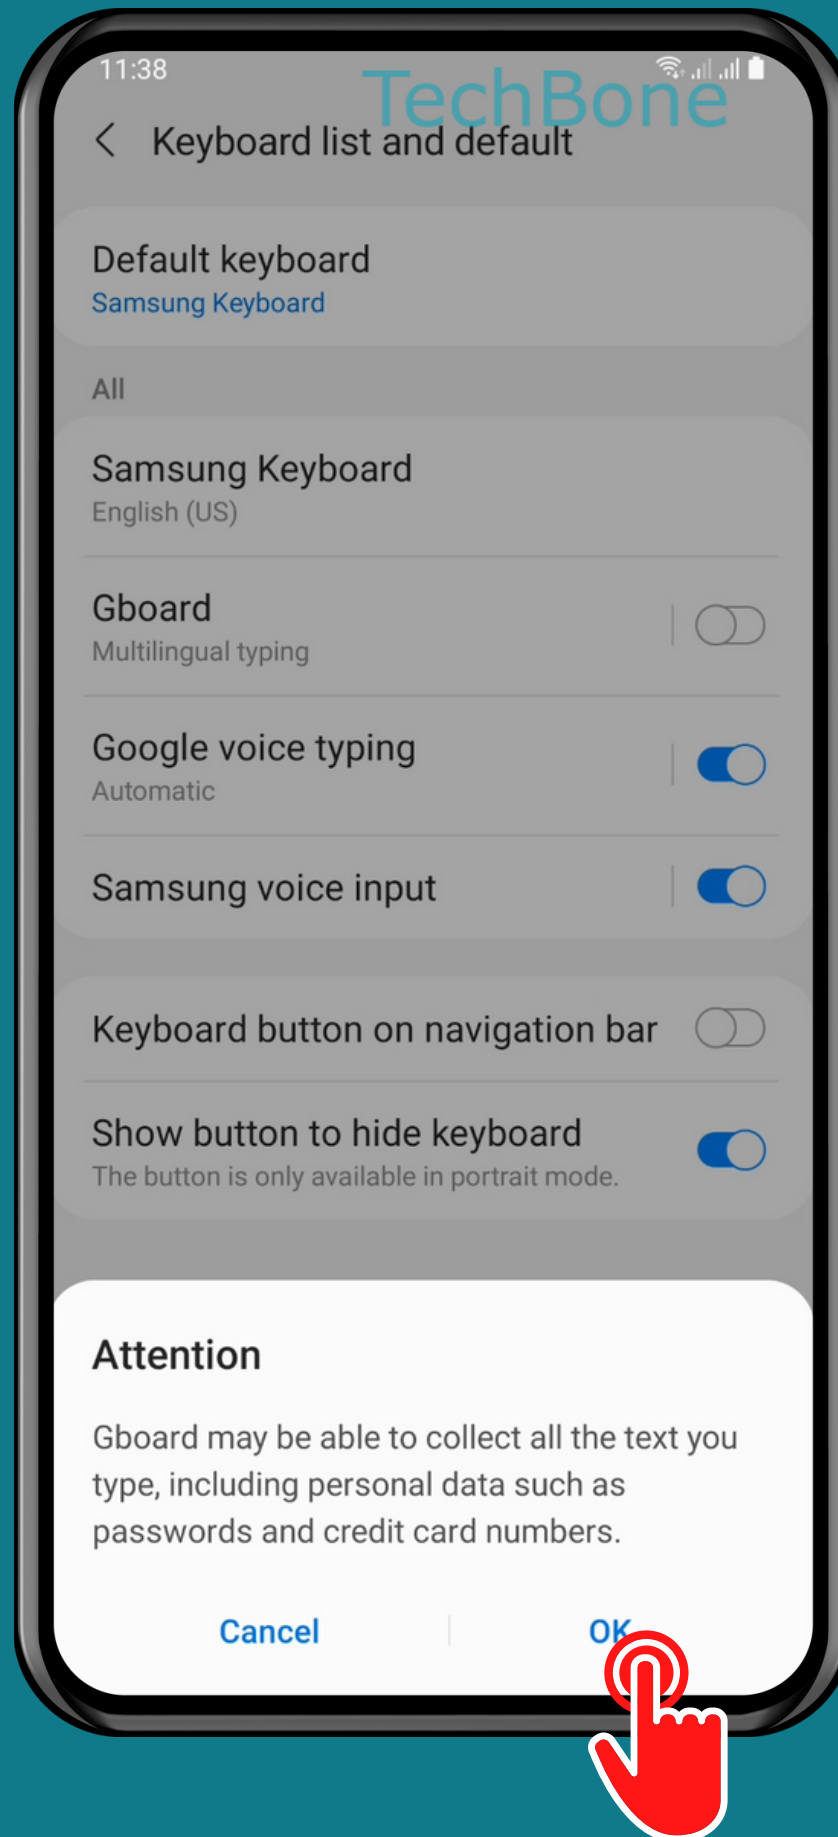 11:38
TechBone
Keyboard list and default
Default keyboard
Samsung Keyboard
All
Samsung Keyboard
English (US)
Gboard
Multilingual typing
Google voice typing
Automatic
Samsung voice input
Keyboard button on navigation bar
Show button to hide keyboard
The button is only available in portrait mode.
Attention
Gboard may be able to collect all the text you
type, including personal data such as
passwords and credit card numbers.
Cancel
OK